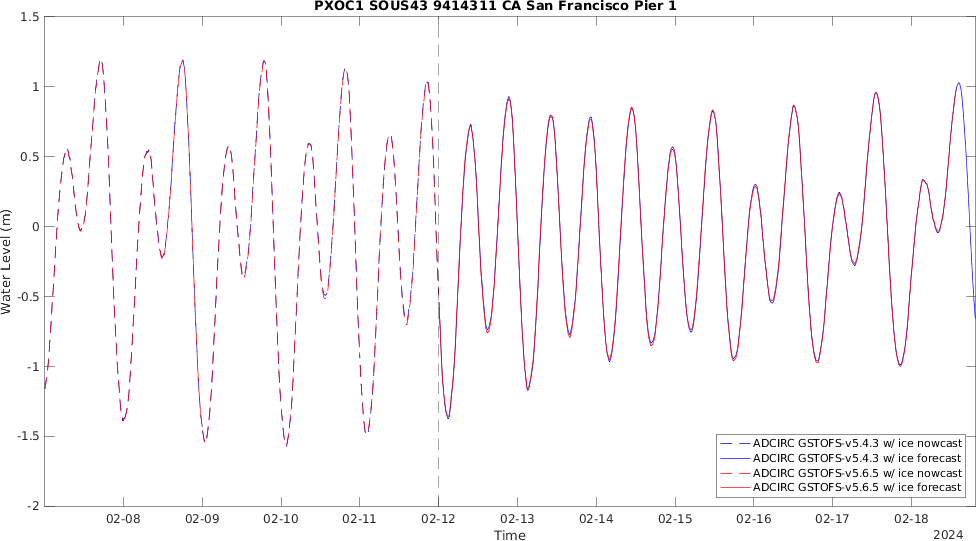 PXOC1 SOUS43 9414311 CA San Francisco Pier 1
1.5
1
0.5
0
-0.5
-1
-1.5
-2
Water Level (m)
02-08 02-09 02-10 02-11 02-12 02-13 02-14 02-15 02-16 02-17 02-18
Time
2024
ADCIRC GSTOFS-v5.4.3 w/ ice nowcast
ADCIRC GSTOFS-v5.4.3 w/ ice forecast
ADCIRC GSTOFS-v5.6.5 w/ ice nowcast
ADCIRC GSTOFS-v5.6.5 w/ ice forecast